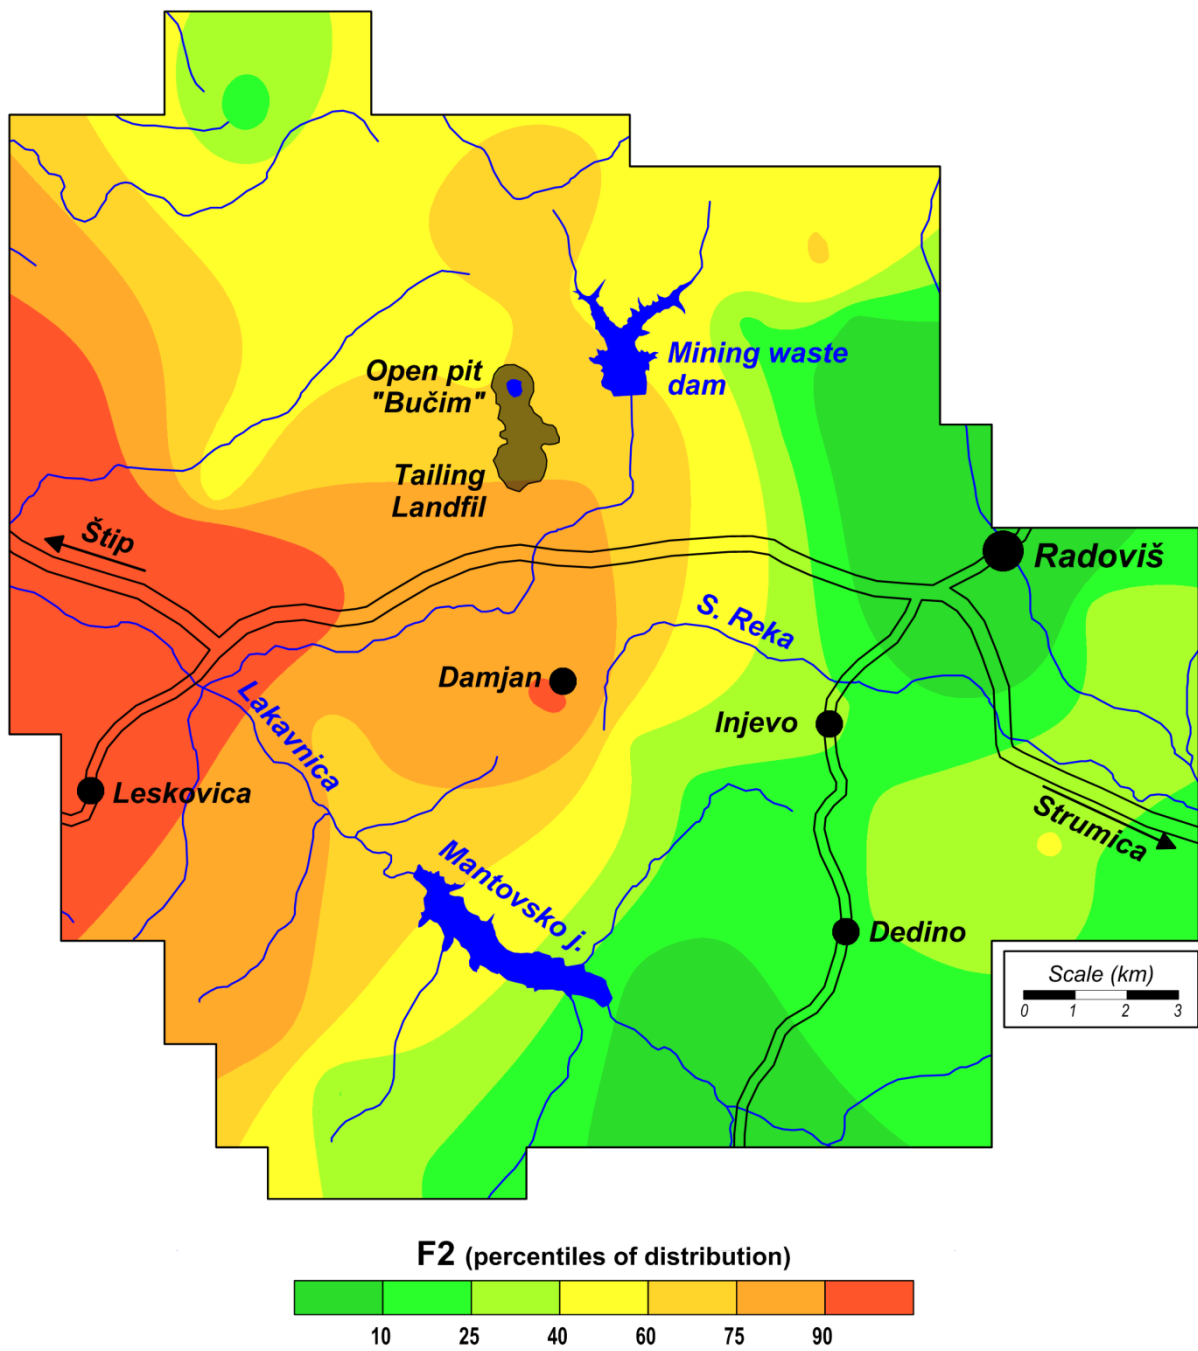 Open pit
"Bučim"
Mining waste
dam
Tailing
Landfil
Štip
Radoviš
S. Reka
Damjan
Lakavnica
Injevo
Leskovica
Strumica
Mantovsko j.
Dedino
Scale (km)
0 1 2 3
F2 (percentiles of distribution)
10 25 40 60 75 90